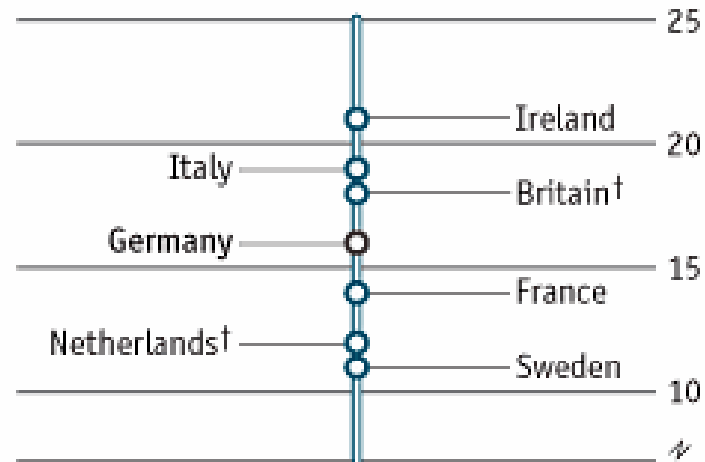 25
Ireland
20
Italy
Britain†
Germany
15
France
Netherlands†
Sweden
10